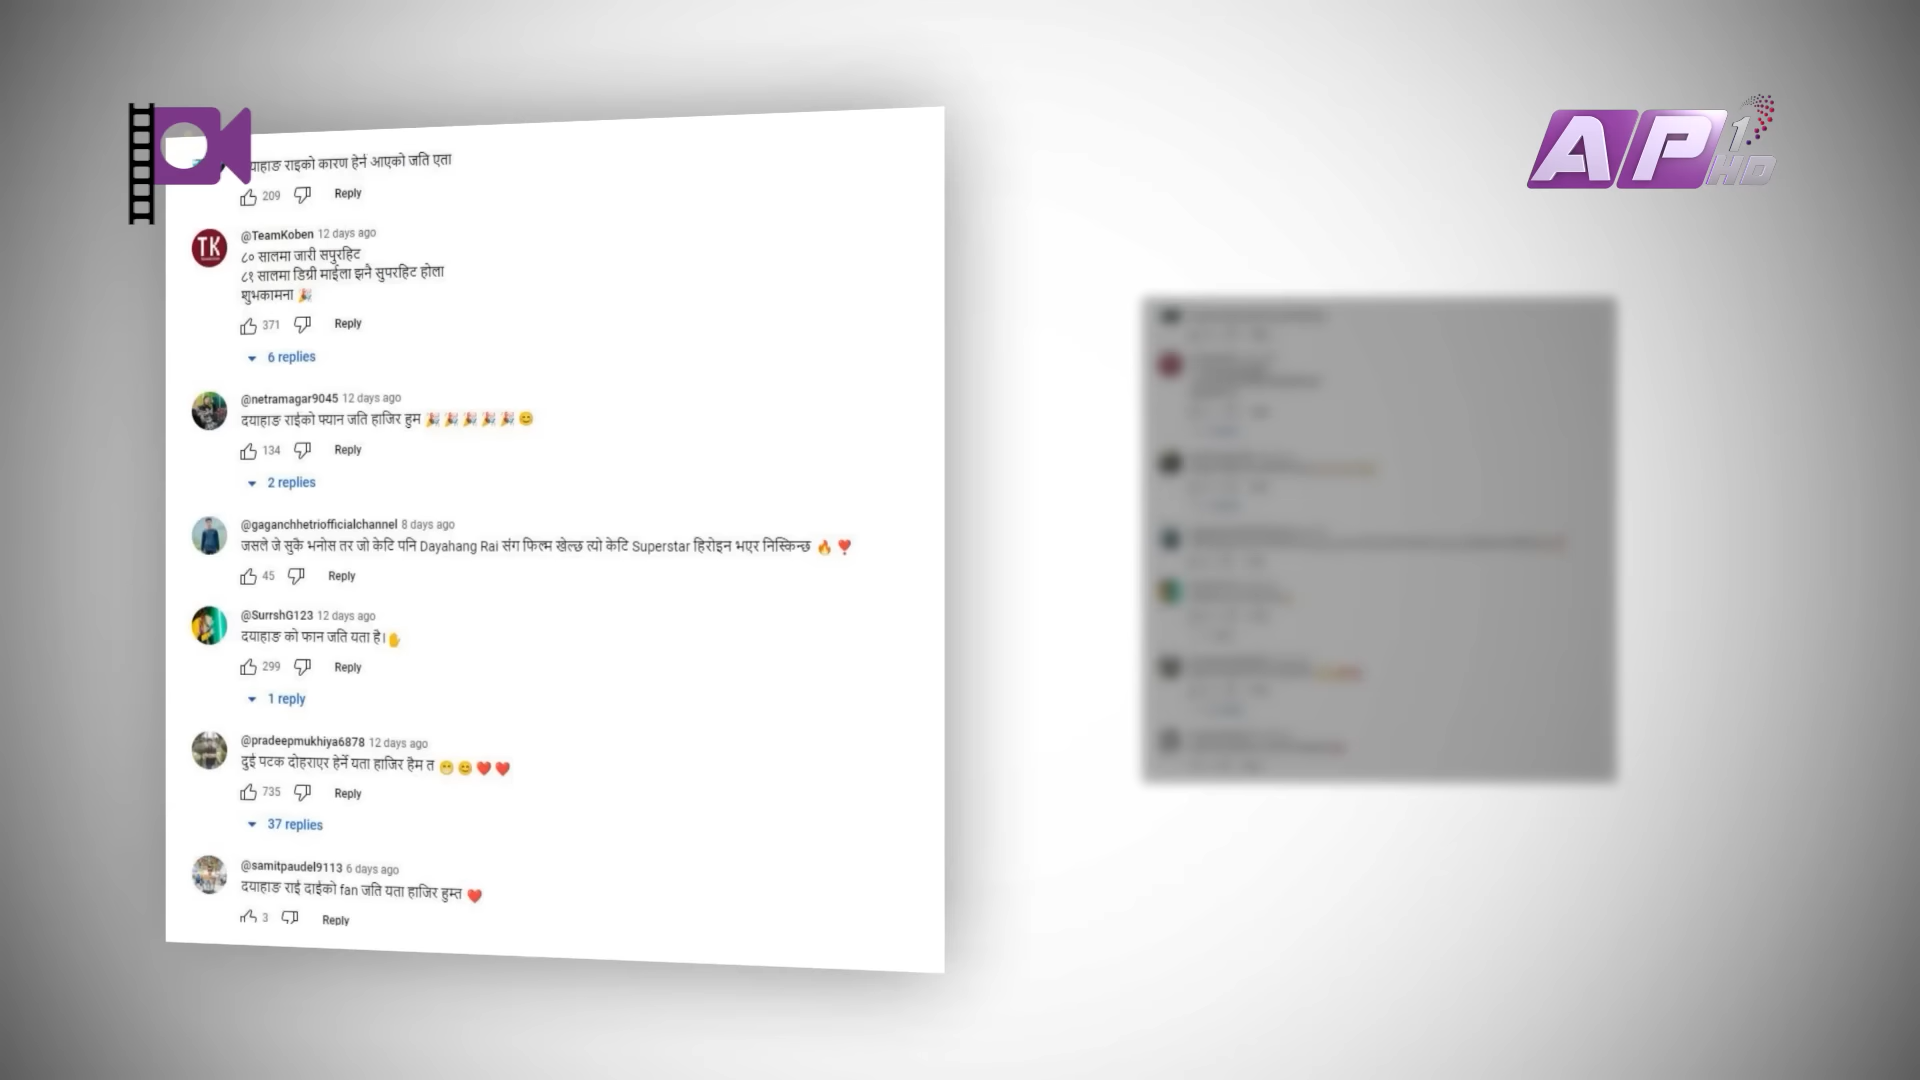 AP1 HD
याहाङ राइको कारण हेर्न आएको जति एता
209 Reply
TK
@TeamKoben 12 days ago
८० सालमा जारी सपुरहिट
८१ सालमा डिग्री माईला झनै सुपरहिट होला
शुभकामना 🎉
371 Reply
6 replies
@netramagar9045 12 days ago
दयाहाङ राईको फ्यान जति हाजिर हुम 🎉🎉🎉🎉🎉😊
134 Reply
2 replies
@gaganchhetriofficialchannel 8 days ago
जसले जे सुकै भनोस तर जो केटि पनि Dayahang Rai संग फिल्म खेल्छ त्यो केटि Superstar हिरोइन भएर निस्किन्छ 🔥❣️
45 Reply
@SurrshG123 12 days ago
दयाहाङ को फान जति यता है।✋
299 Reply
1 reply
@pradeepmukhiya6878 12 days ago
दुई पटक दोहराएर हेर्ने यता हाजिर हैम त 😁😊❤️❤️
735 Reply
37 replies
@samitpaudel9113 6 days ago
दयाहाङ राई दाईको fan जति यता हाजिर हुम्त ❤️
3 Reply